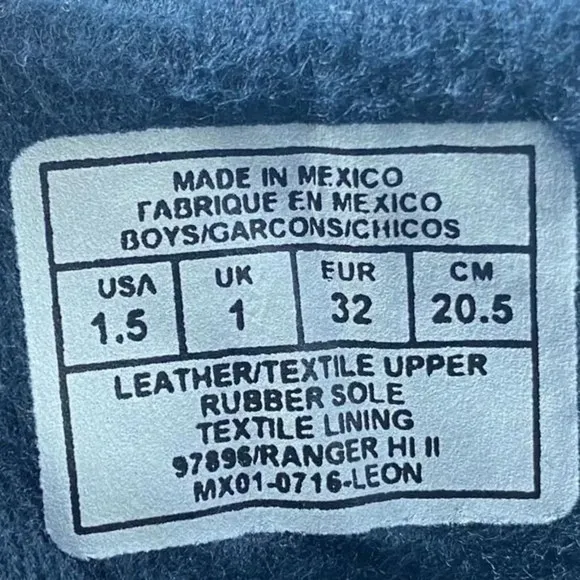 MADE IN MEXICO
FABRIQUE EN MEXICO
BOYS/GARCONS/CHICOS
USA UK EUR CM
1.5 1 32 20.5
LEATHER/TEXTILE UPPER
RUBBER SOLE
TEXTILE LINING
97896/RANGER HI II
MX01-0716-LEON